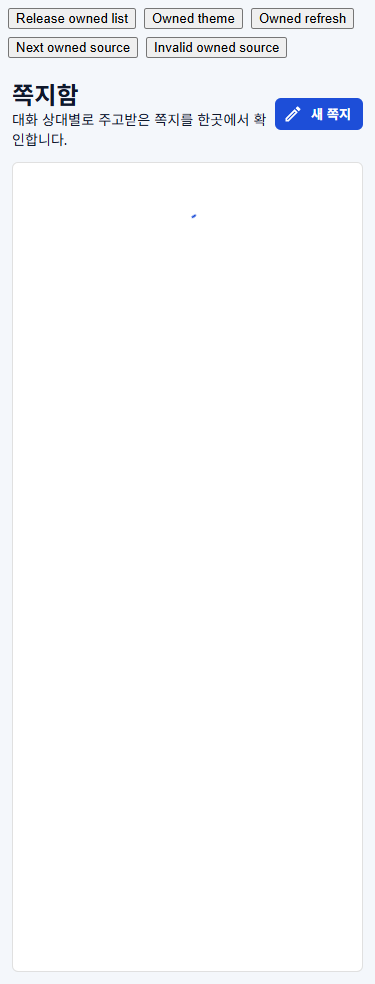 Release owned list
Owned theme
Owned refresh
Next owned source
Invalid owned source
쪽지함
대화 상대별로 주고받은 쪽지를 한곳에서 확
인합니다.
새 쪽지